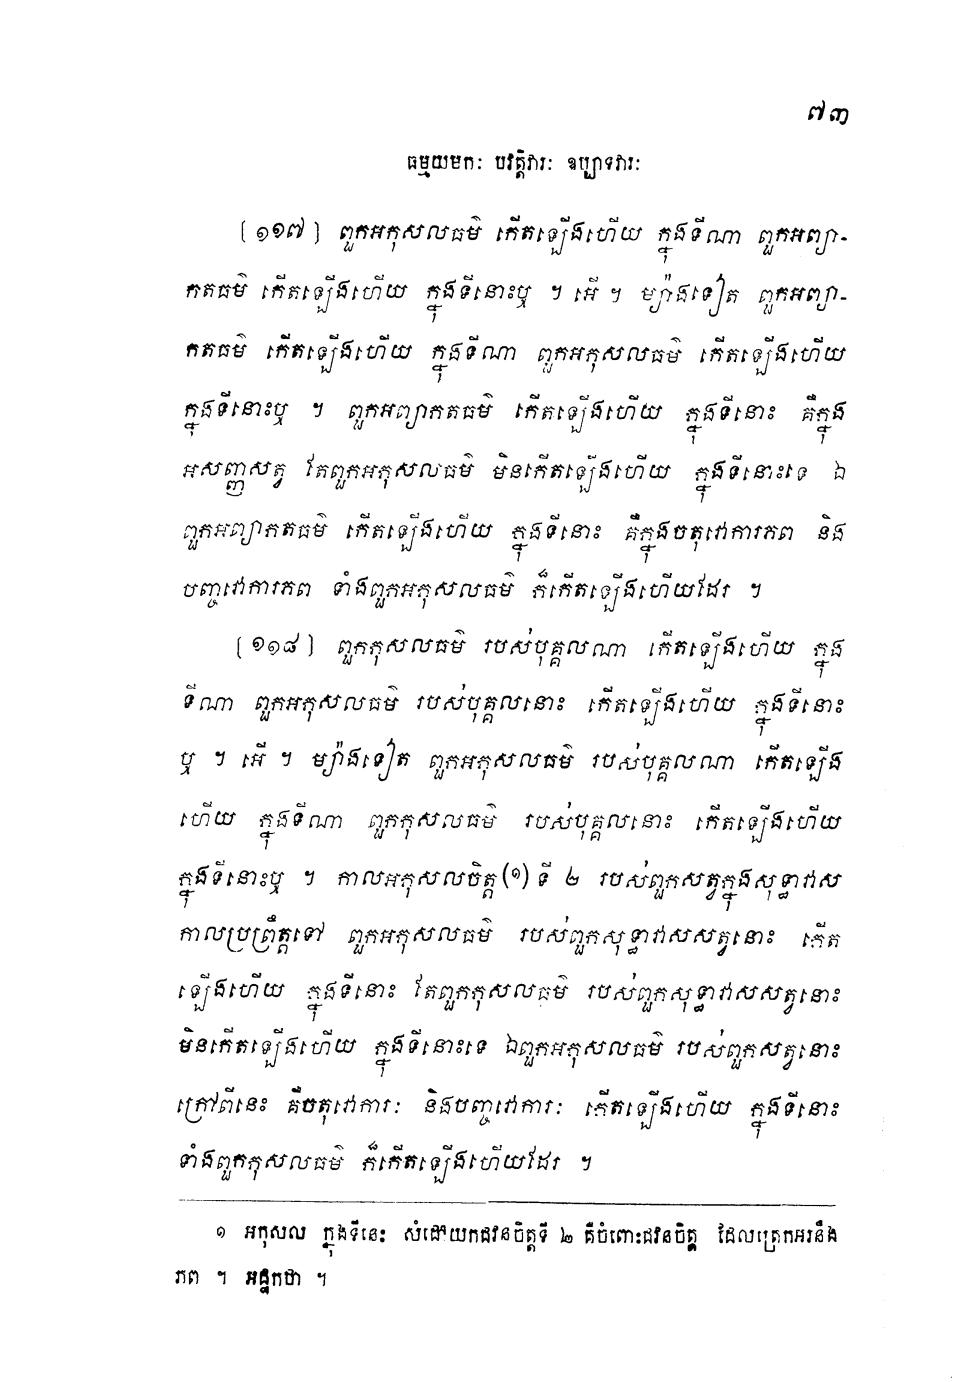 ៧៣
ធម្មយមកៈ បវត្តិវារៈ ឧប្បាទវារៈ
[១១៧] ពួកអកុសលធម៌ កើតឡើងហើយ ក្នុងទីណា ពួកអព្យា-
កតធម៌ កើតឡើងហើយ ក្នុងទីនោះឬ ។ អើ ។ ម្យ៉ាងទៀត ពួកអព្យា-
កតធម៌ កើតឡើងហើយ ក្នុងទីណា ពួកអកុសលធម៌ កើតឡើងហើយ
ក្នុងទីនោះឬ ។ ពួកអព្យាកតធម៌ កើតឡើងហើយ ក្នុងទីនោះ គឺក្នុង
អសញ្ញសត្វ តែពួកអកុសលធម៌ មិនកើតឡើងហើយ ក្នុងទីនោះទេ ឯ
ពួកអព្យាកតធម៌ កើតឡើងហើយ ក្នុងទីនោះ គឺក្នុងចតុវោការភព និង
បញ្ចវោការភព ទាំងពួកអកុសលធម៌ ក៏កើតឡើងហើយដែរ ។
[១១៨] ពួកកុសលធម៌ របស់បុគ្គលណា កើតឡើងហើយ ក្នុង
ទីណា ពួកអកុសលធម៌ របស់បុគ្គលនោះ កើតឡើងហើយ ក្នុងទីនោះ
ឬ ។ អើ ។ ម្យ៉ាងទៀត ពួកអកុសលធម៌ របស់បុគ្គលណា កើតឡើង
ហើយ ក្នុងទីណា ពួកកុសលធម៌ របស់បុគ្គលនោះ កើតឡើងហើយ
ក្នុងទីនោះឬ ។ កាលអកុសលចិត្ត (១) ទី ២ របស់ពួកសត្វក្នុងសុទ្ធាវាស
កាលប្រព្រឹត្តទៅ ពួកអកុសលធម៌ របស់ពួកសុទ្ធាវាសសត្វនោះ កើត
ឡើងហើយ ក្នុងទីនោះ តែពួកកុសលធម៌ របស់ពួកសុទ្ធាវាសសត្វនោះ
មិនកើតឡើងហើយ ក្នុងទីនោះទេ ឯពួកអកុសលធម៌ របស់ពួកសត្វនោះ
ក្រៅពីនេះ គឺចតុវោការៈ និងបញ្ចវោការៈ កើតឡើងហើយ ក្នុងទីនោះ
ទាំងពួកកុសលធម៌ ក៏កើតឡើងហើយដែរ ។
១ អកុសល ក្នុងទីនេះ សំដៅយកជវនចិត្តទី ២ គឺចំពោះជវនចិត្ត ដែលត្រេកអរនឹង
ភព ។ អដ្ឋកថា ។